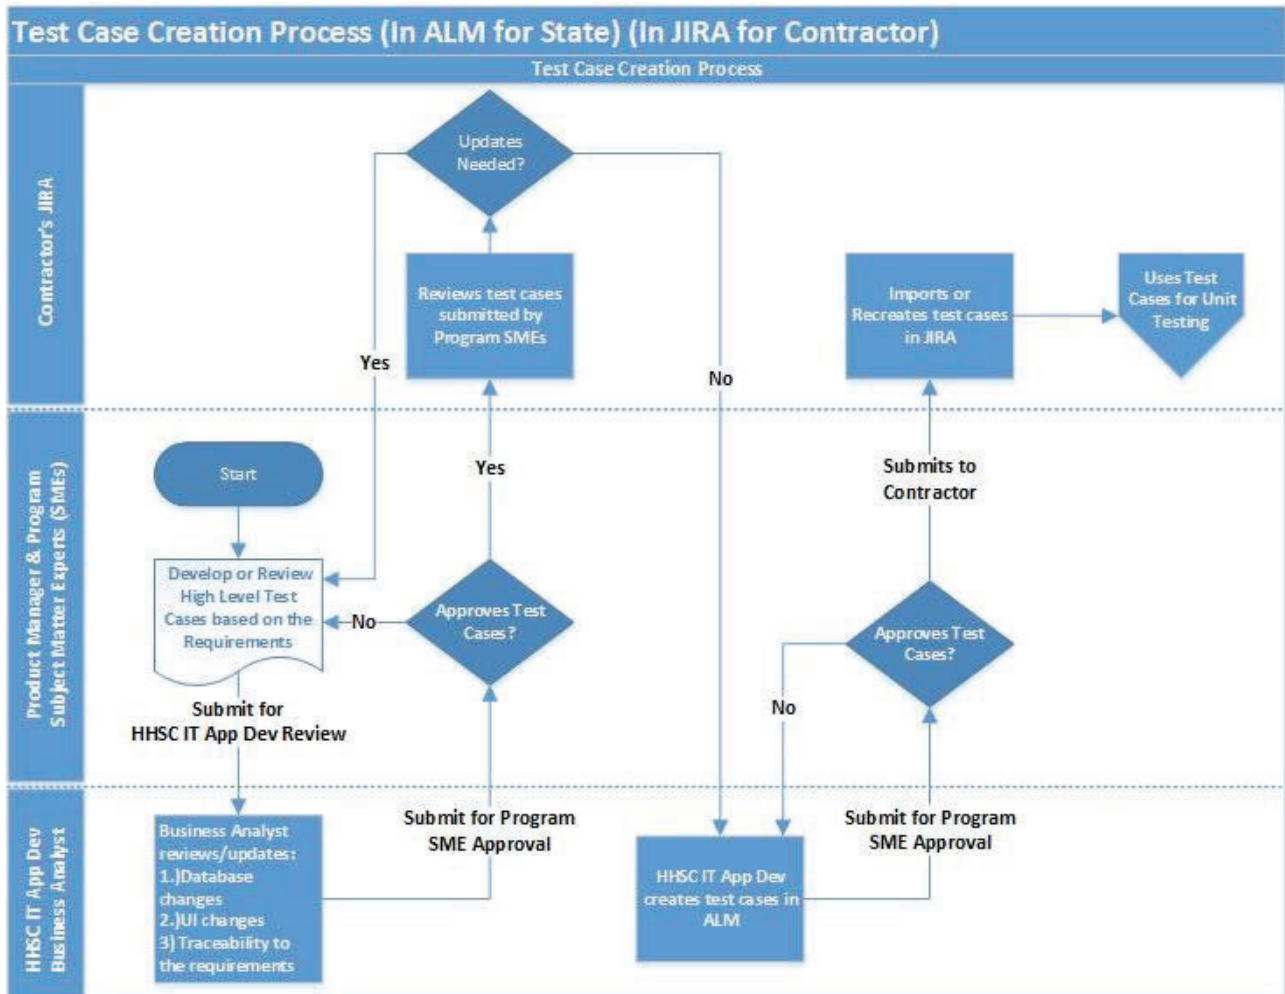 Test Case Creation Process (In ALM for State) (In JIRA for Contractor)
Test Case Creation Process
Contractor's JIRA
Updates
Needed?
Reviews test cases
submitted by
Program SMEs
Imports or
Recreates test cases
in JIRA
Uses Test
Cases for Unit
Testing
Yes
No
Product Manager & Program
Subject Matter Experts (SMEs)
Start
Yes
Submits to
Contractor
Develop or Review
High Level Test
Cases based on the
Requirements
No
Approves Test
Cases?
Approves Test
Cases?
Submit for
HHSC IT App Dev Review
No
HHSC IT App Dev
Business Analyst
Business Analyst
reviews/updates:
1.)Database
changes
2.)UI changes
3) Traceability to
the requirements
Submit for Program
SME Approval
HHSC IT App Dev
creates test cases in
ALM
Submit for Program
SME Approval